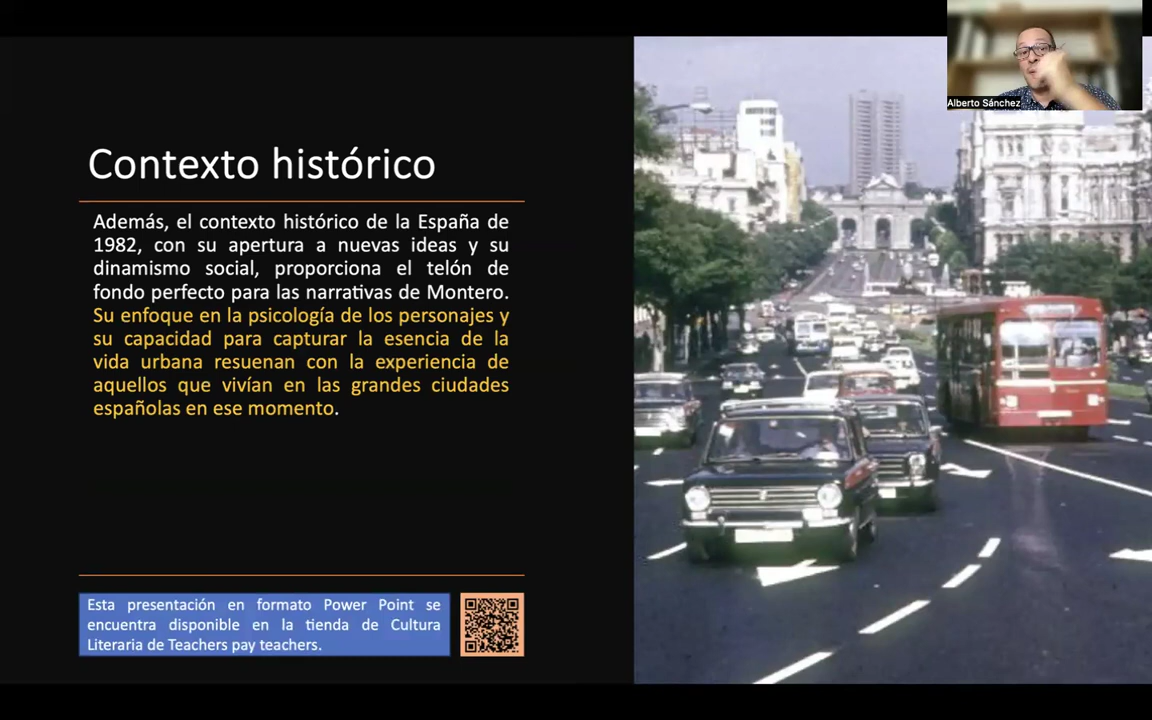 Alberto Sánchez
Contexto histórico
Además, el contexto histórico de la España de
1982, con su apertura a nuevas ideas y su
dinamismo social, proporciona el telón de
fondo perfecto para las narrativas de Montero.
Su enfoque en la psicología de los personajes y
su capacidad para capturar la esencia de la
vida urbana resuenan con la experiencia de
aquellos que vivían en las grandes ciudades
españolas en ese momento.
Esta presentación en formato Power Point se
encuentra disponible en la tienda de Cultura
Literaria de Teachers pay teachers.